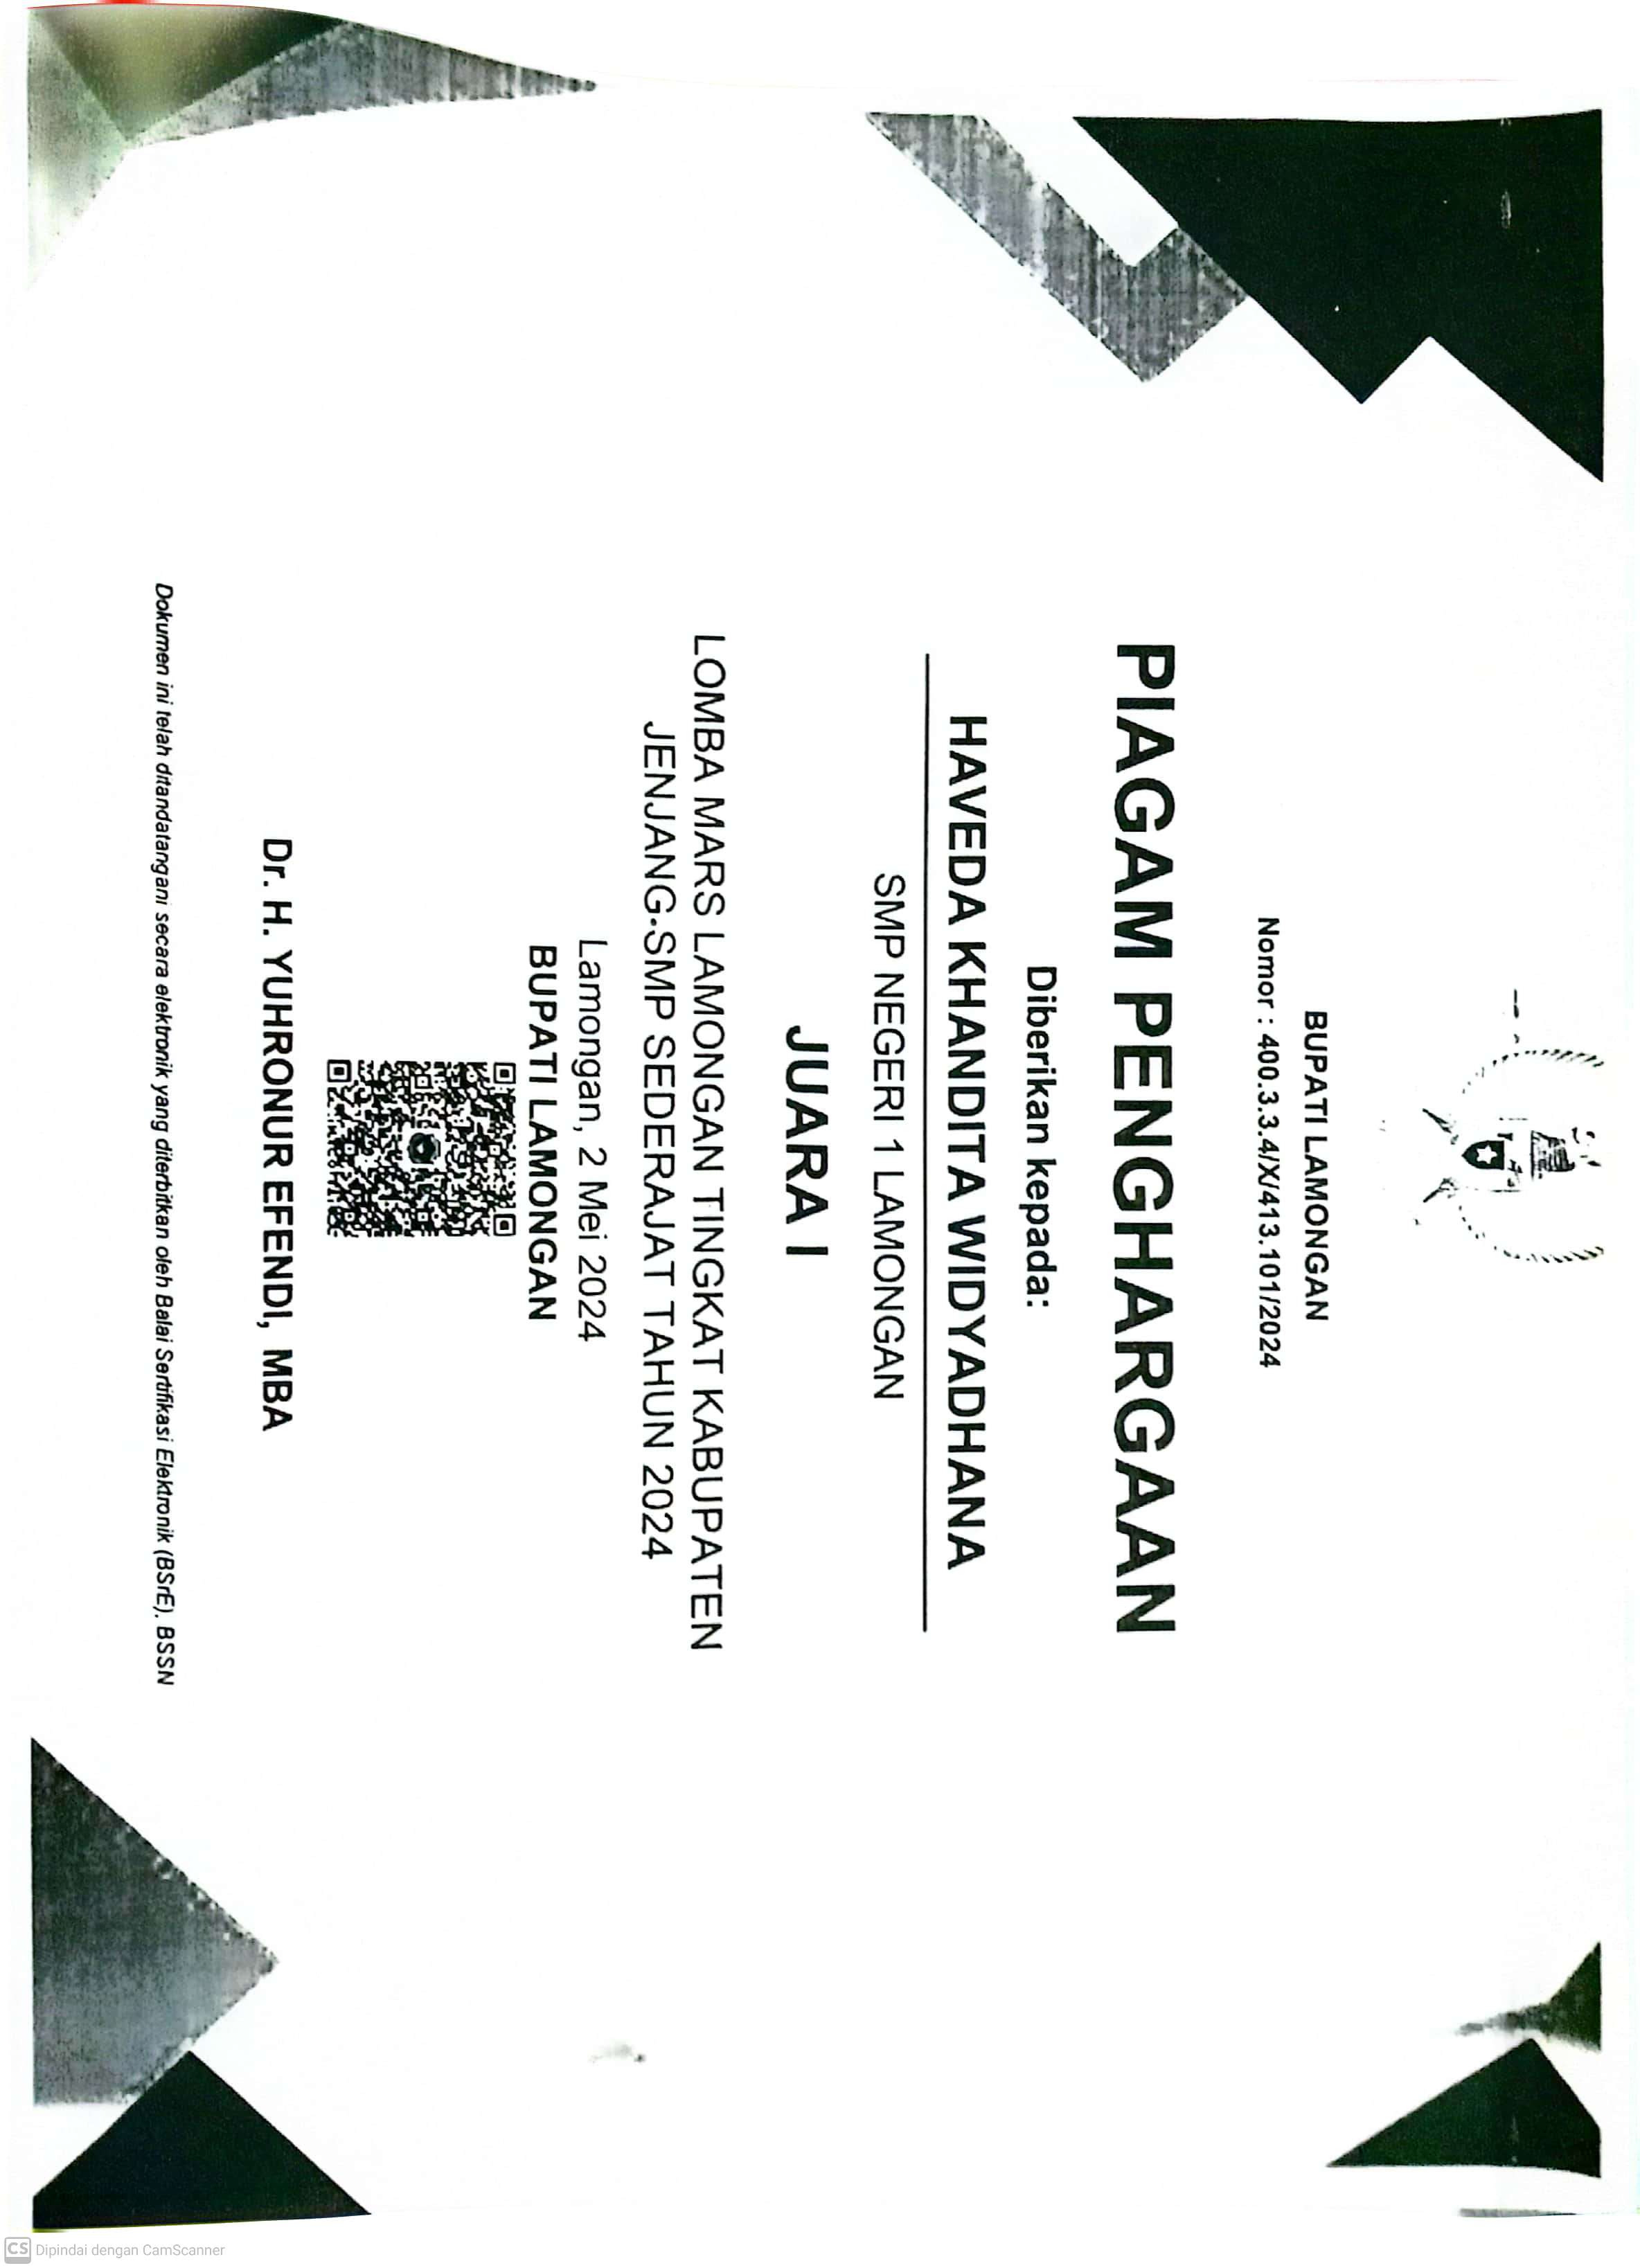 BUPATI LAMONGAN
Nomor : 400.3.3.4/X/413.101/2024
PIAGAM PENGHARGAAN
Diberikan kepada:
HAVEDA KHANDITA WIDYADHANA
SMP NEGERI 1 LAMONGAN
JUARA I
LOMBA MARS LAMONGAN TINGKAT KABUPATEN
JENJANG SMP SEDERAJAT TAHUN 2024
Lamongan, 2 Mei 2024
BUPATI LAMONGAN
Dr. H. YUHRONUR EFENDI, MBA
Dokumen ini telah ditandatangani secara elektronik yang diterbitkan oleh Balai Sertifikasi Elektronik (BSrE), BSSN
CS Dipindai dengan CamScanner